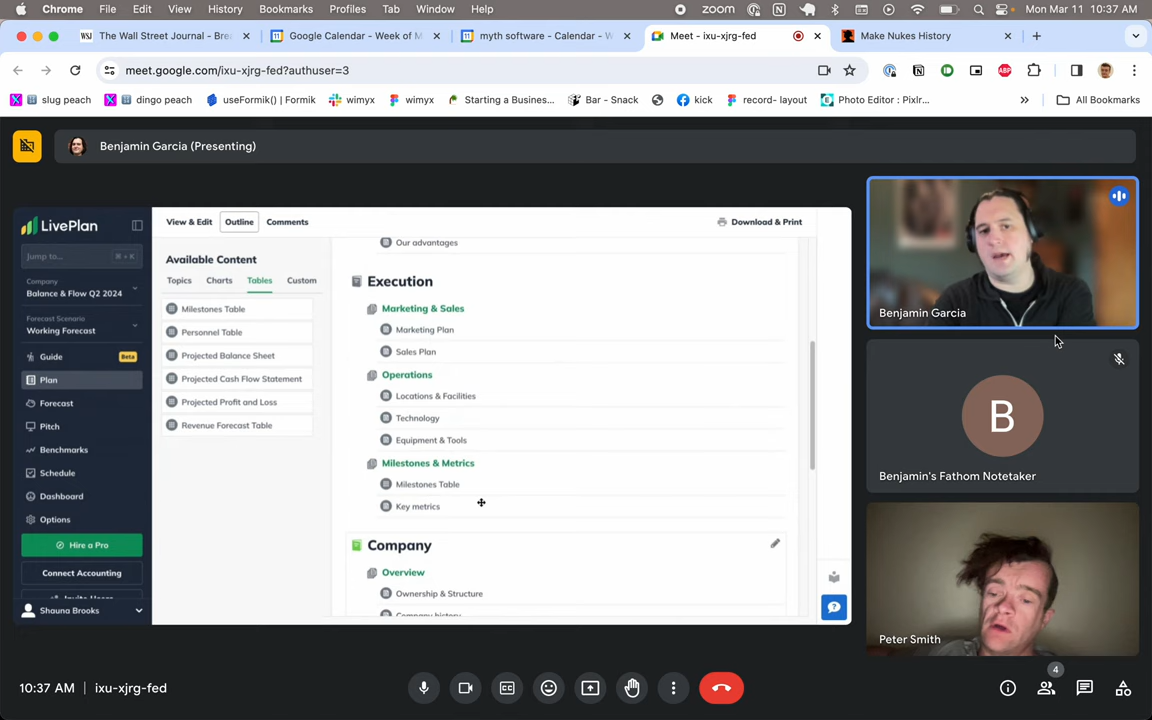 Chrome File Edit View History Bookmarks Profiles Tab Window Help zoom Mon Mar 11 10:37 AM
WSJ The Wall Street Journal - Bre
Google Calendar - Week of M
myth software - Calendar - W
Meet - ixu-xjrg-fed
Make Nukes History
meet.google.com/ixu-xjrg-fed?authuser=3
slug peach dingo peach useFormik() | Formik wimyx wimyx Starting a Business... Bar - Snack kick record- layout Photo Editor : Pixlr... All Bookmarks
Benjamin Garcia (Presenting)
LivePlan
Jump to... ⌘ + K
Company
Balance & Flow Q2 2024
Forecast Scenario
Working Forecast
Guide Beta
Plan
Forecast
Pitch
Benchmarks
Schedule
Dashboard
Options
Hire a Pro
Connect Accounting
Invite Users
Shauna Brooks
View & Edit Outline Comments Download & Print
Available Content
Topics Charts Tables Custom
Milestones Table
Personnel Table
Projected Balance Sheet
Projected Cash Flow Statement
Projected Profit and Loss
Revenue Forecast Table
Our advantages
Execution
Marketing & Sales
Marketing Plan
Sales Plan
Operations
Locations & Facilities
Technology
Equipment & Tools
Milestones & Metrics
Milestones Table
Key metrics
Company
Overview
Ownership & Structure
Company history
Benjamin Garcia
B
Benjamin's Fathom Notetaker
Peter Smith
10:37 AM | ixu-xjrg-fed
4